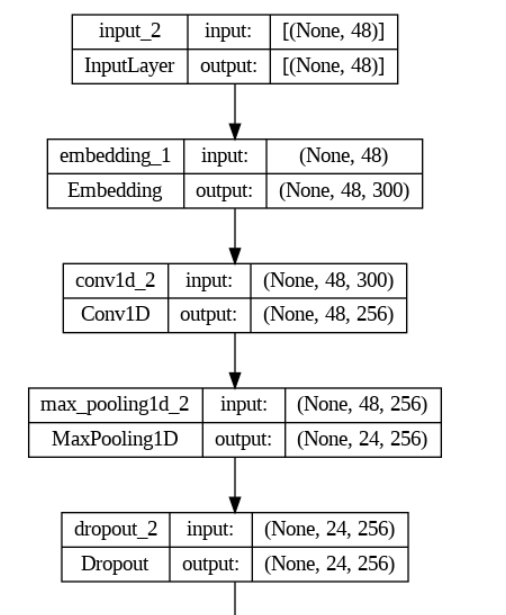 input_2 input: [(None, 48)]
InputLayer output: [(None, 48)]
embedding_1 input: (None, 48)
Embedding output: (None, 48, 300)
conv1d_2 input: (None, 48, 300)
Conv1D output: (None, 48, 256)
max_pooling1d_2 input: (None, 48, 256)
MaxPooling1D output: (None, 24, 256)
dropout_2 input: (None, 24, 256)
Dropout output: (None, 24, 256)